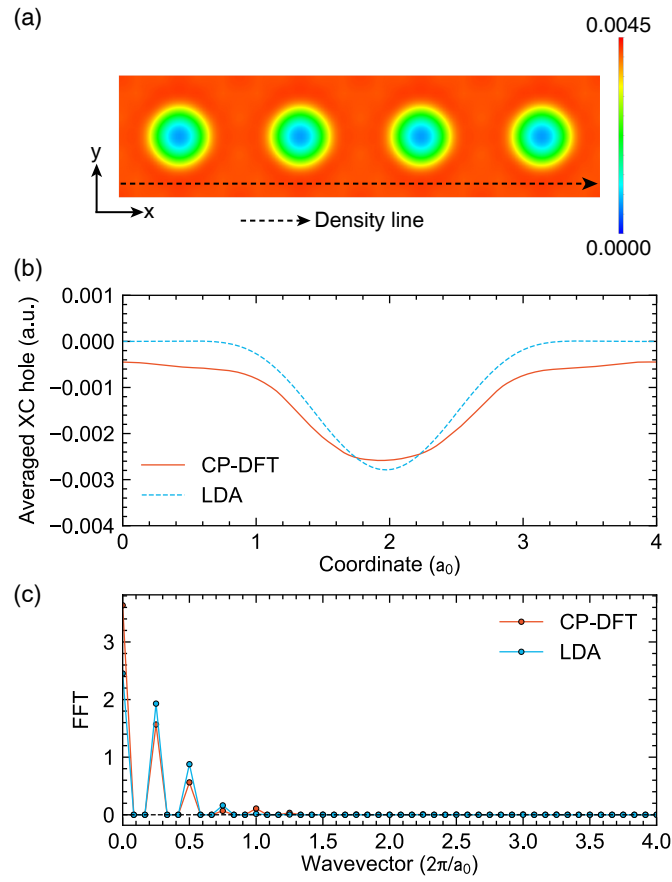 (a)
0.0045
y
x
Density line
0.0000
(b)
0.001
0.000
−0.001
−0.002
−0.003
−0.004
Averaged XC hole (a.u.)
CP-DFT
LDA
0 1 2 3 4
Coordinate (a₀)
(c)
3
2
1
0
FFT
CP-DFT
LDA
0.0 0.5 1.0 1.5 2.0 2.5 3.0 3.5 4.0
Wavevector (2π/a₀)